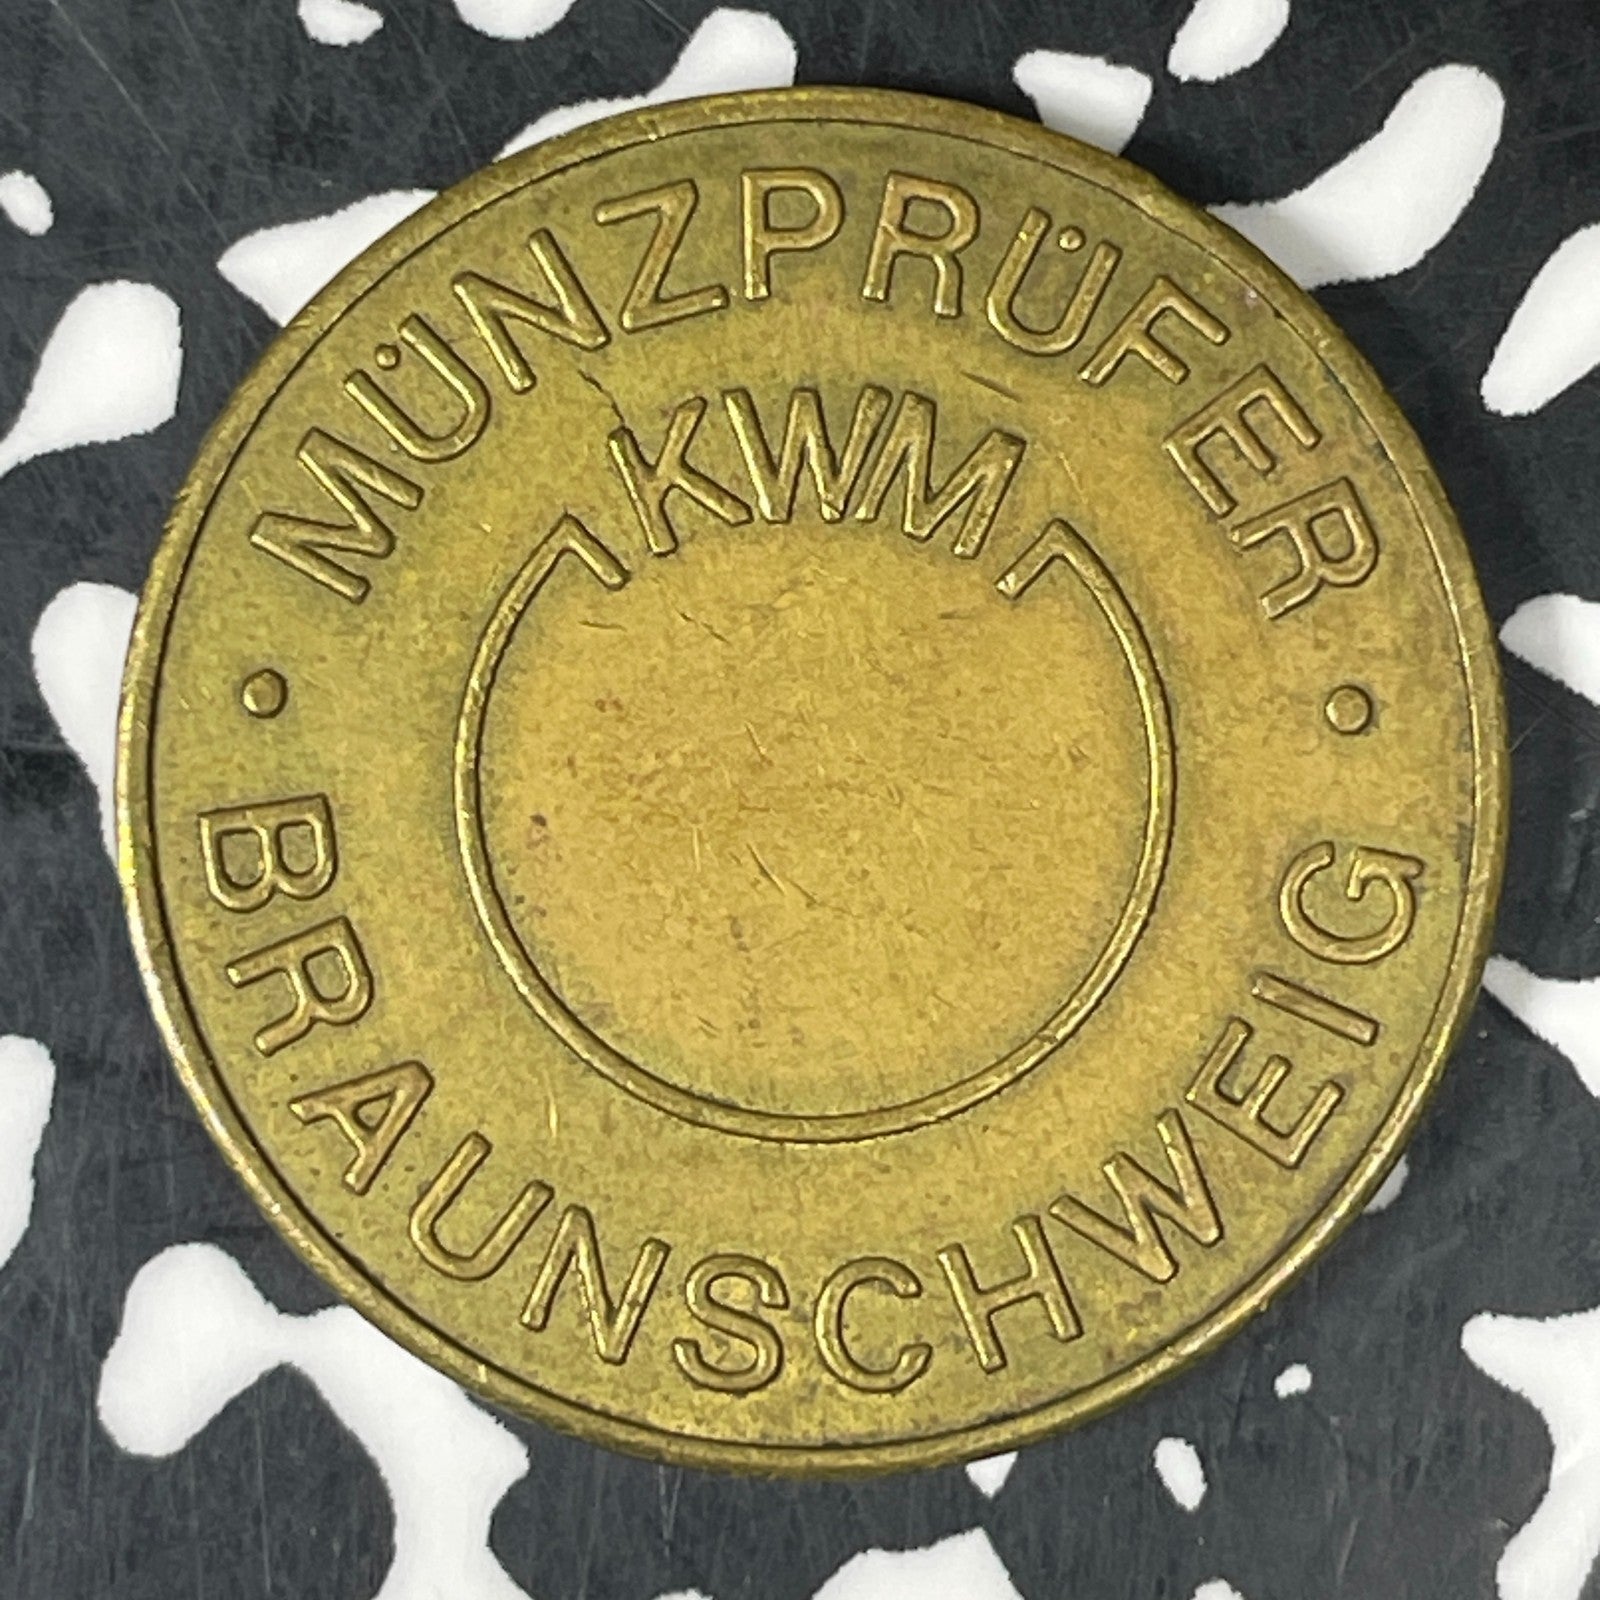 MÜNZPRÜFER
KWM
· BRAUNSCHWEIG ·